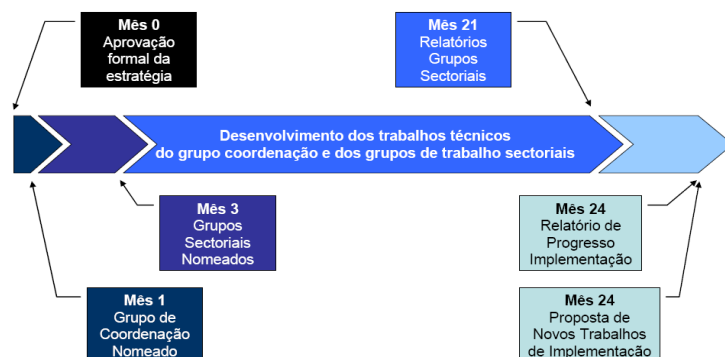 Mês 0
Aprovação
formal da
estratégia
Mês 21
Relatórios
Grupos
Sectoriais
Desenvolvimento dos trabalhos técnicos
do grupo coordenação e dos grupos de trabalho sectoriais
Mês 3
Grupos
Sectoriais
Nomeados
Mês 24
Relatório de
Progresso
Implementação
Mês 1
Grupo de
Coordenação
Nomeado
Mês 24
Proposta de
Novos Trabalhos
de Implementação